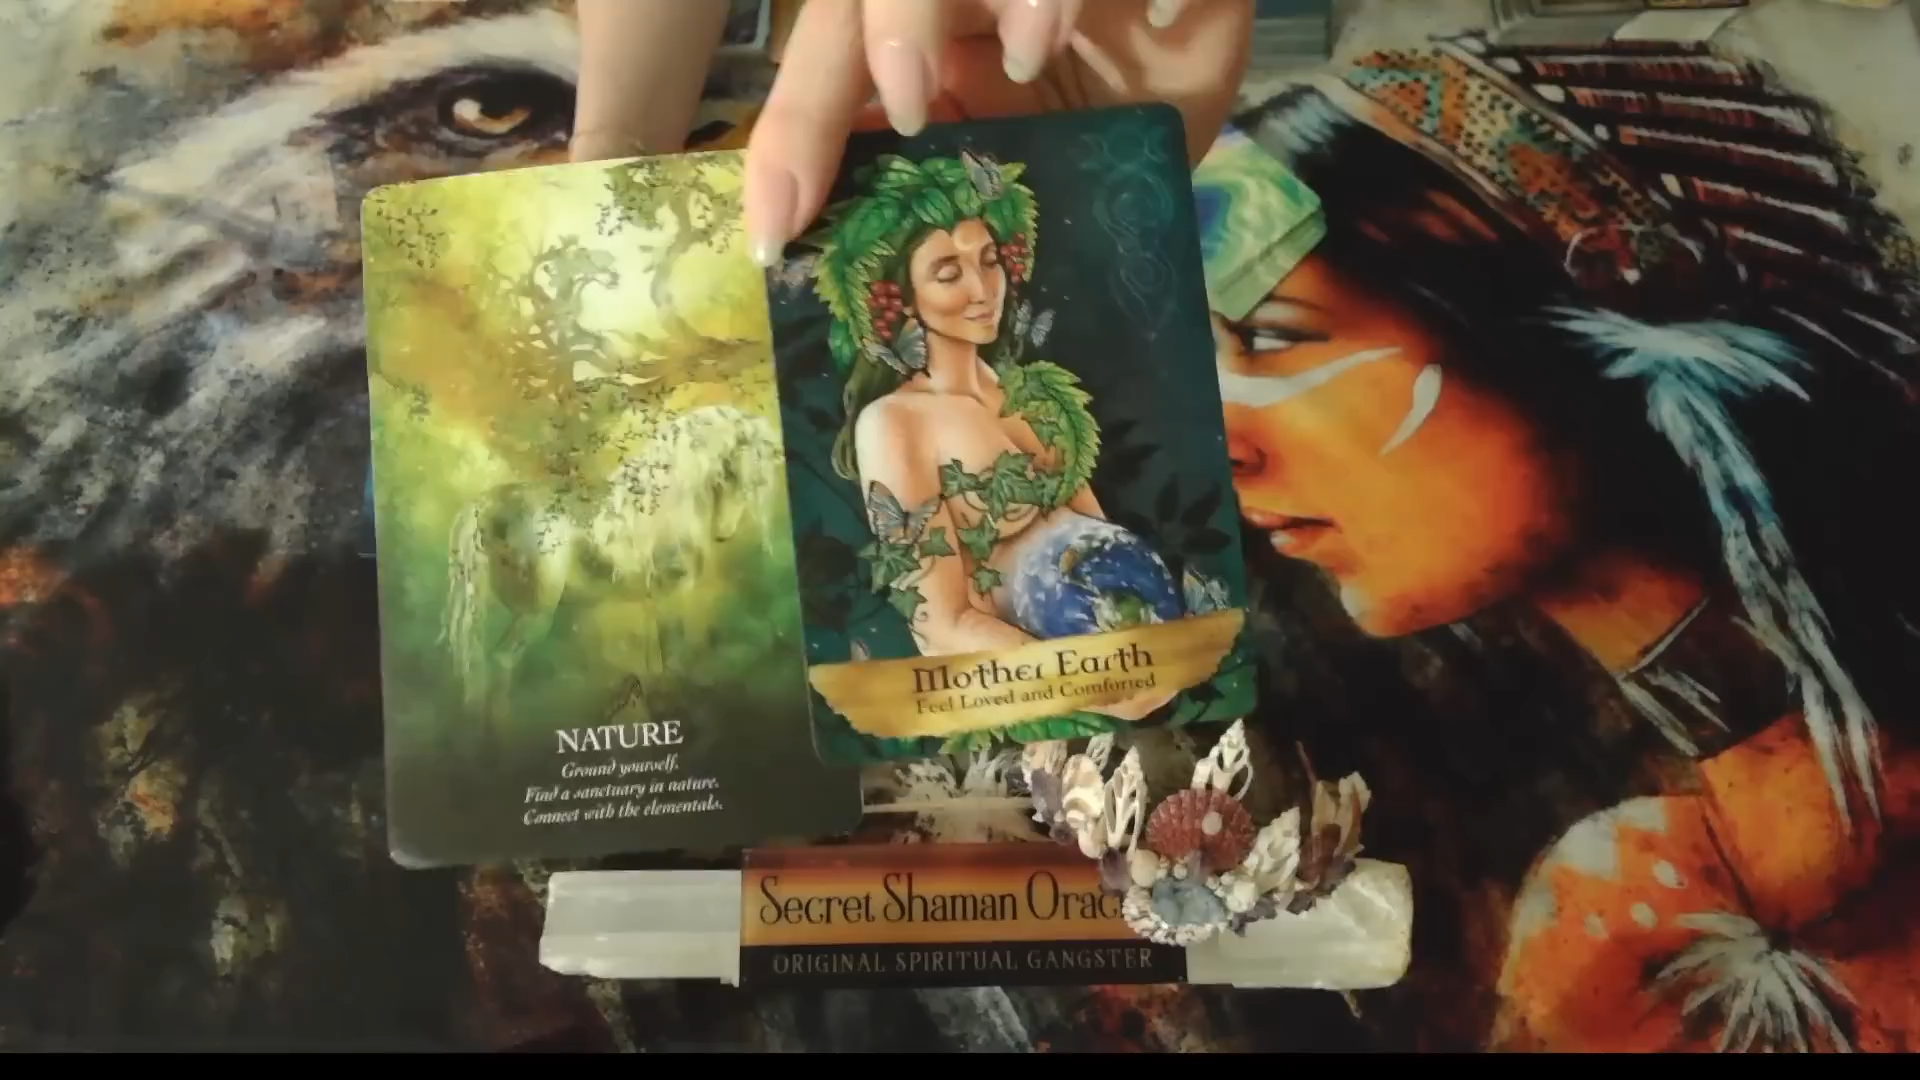 NATURE
Ground yourself.
Find a sanctuary in nature.
Connect with the elementals.
Mother Earth
Feel Loved and Comforted
Secret Shaman Orac
ORIGINAL SPIRITUAL GANGSTER